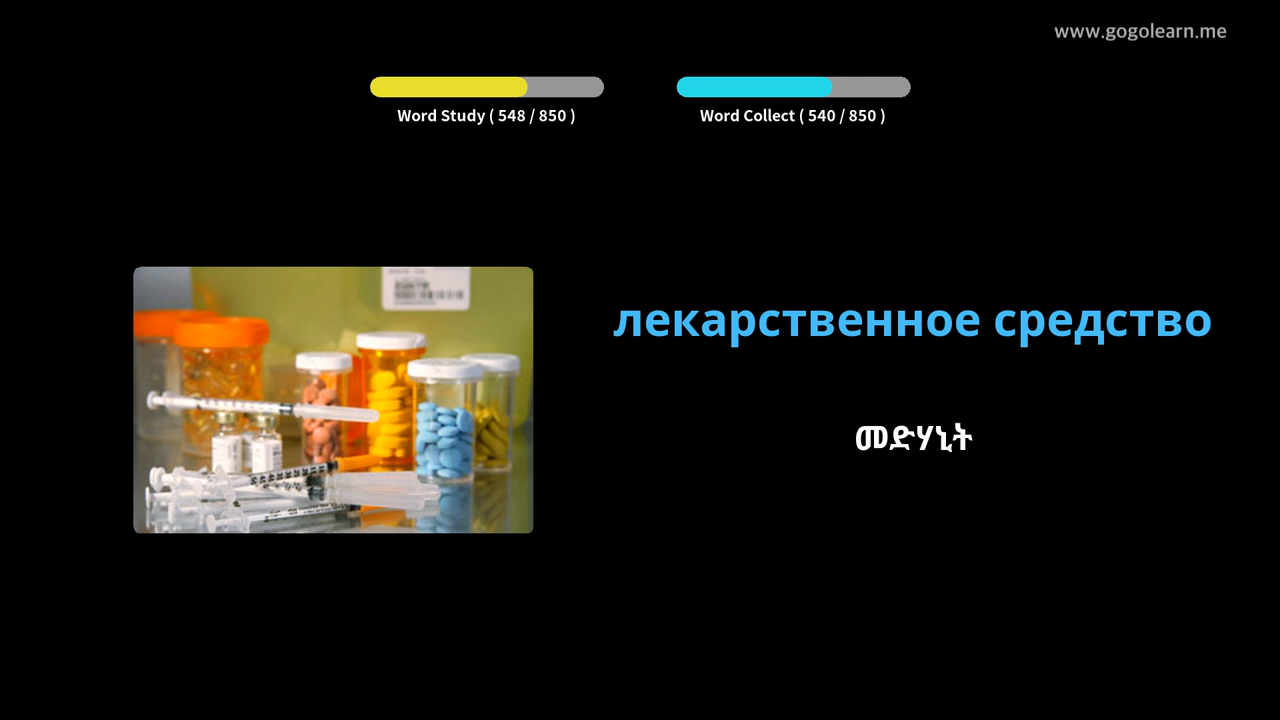 www.gogolearn.me
Word Study ( 548 / 850 )
Word Collect ( 540 / 850 )
лекарственное средство
መድሃኒት